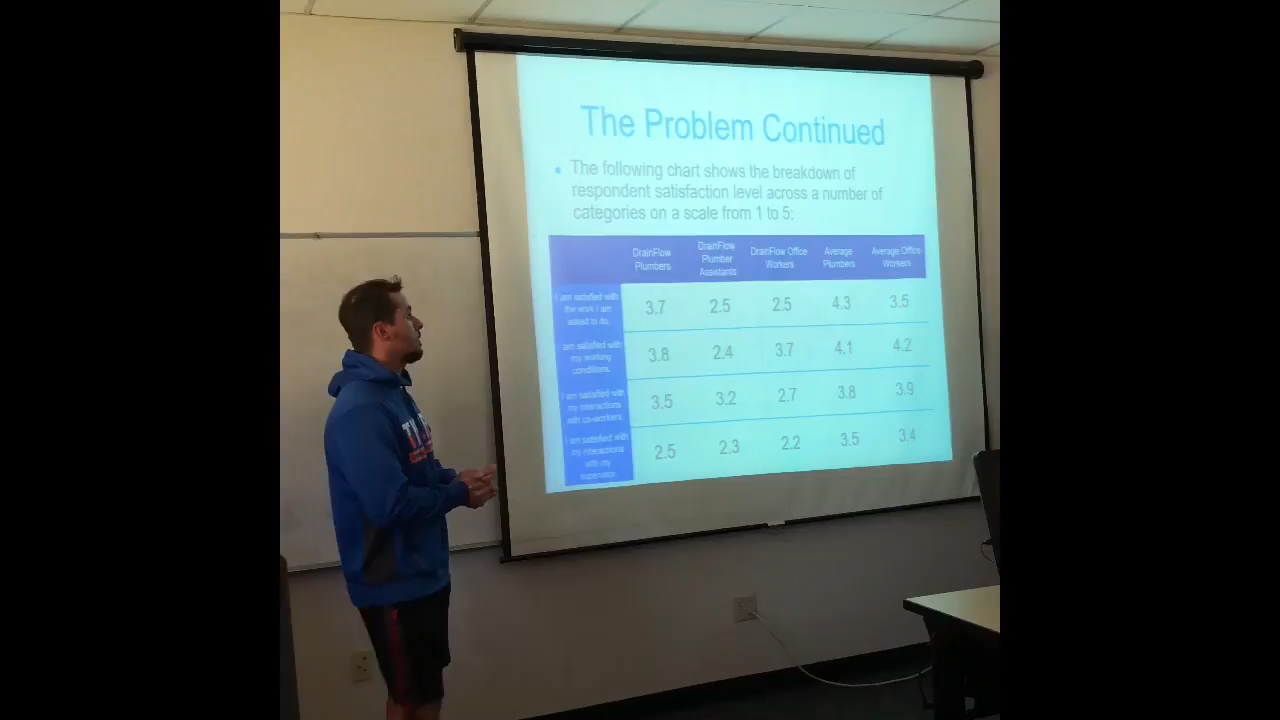 The Problem Continued
• The following chart shows the breakdown of
respondent satisfaction level across a number of
categories on a scale from 1 to 5:
DrainFlow
Plumbers
DrainFlow
Plumber
Assistants
DrainFlow Office
Workers
Average
Plumbers
Average Office
Workers
I am satisfied with
the work I am
asked to do.
3.7 2.5 2.5 4.3 3.5
I am satisfied with
my working
conditions.
3.8 2.4 3.7 4.1 4.2
I am satisfied with
my interactions
with co-workers.
3.5 3.2 2.7 3.8 3.9
I am satisfied with
my interactions
with my
supervisor.
2.5 2.3 2.2 3.5 3.4